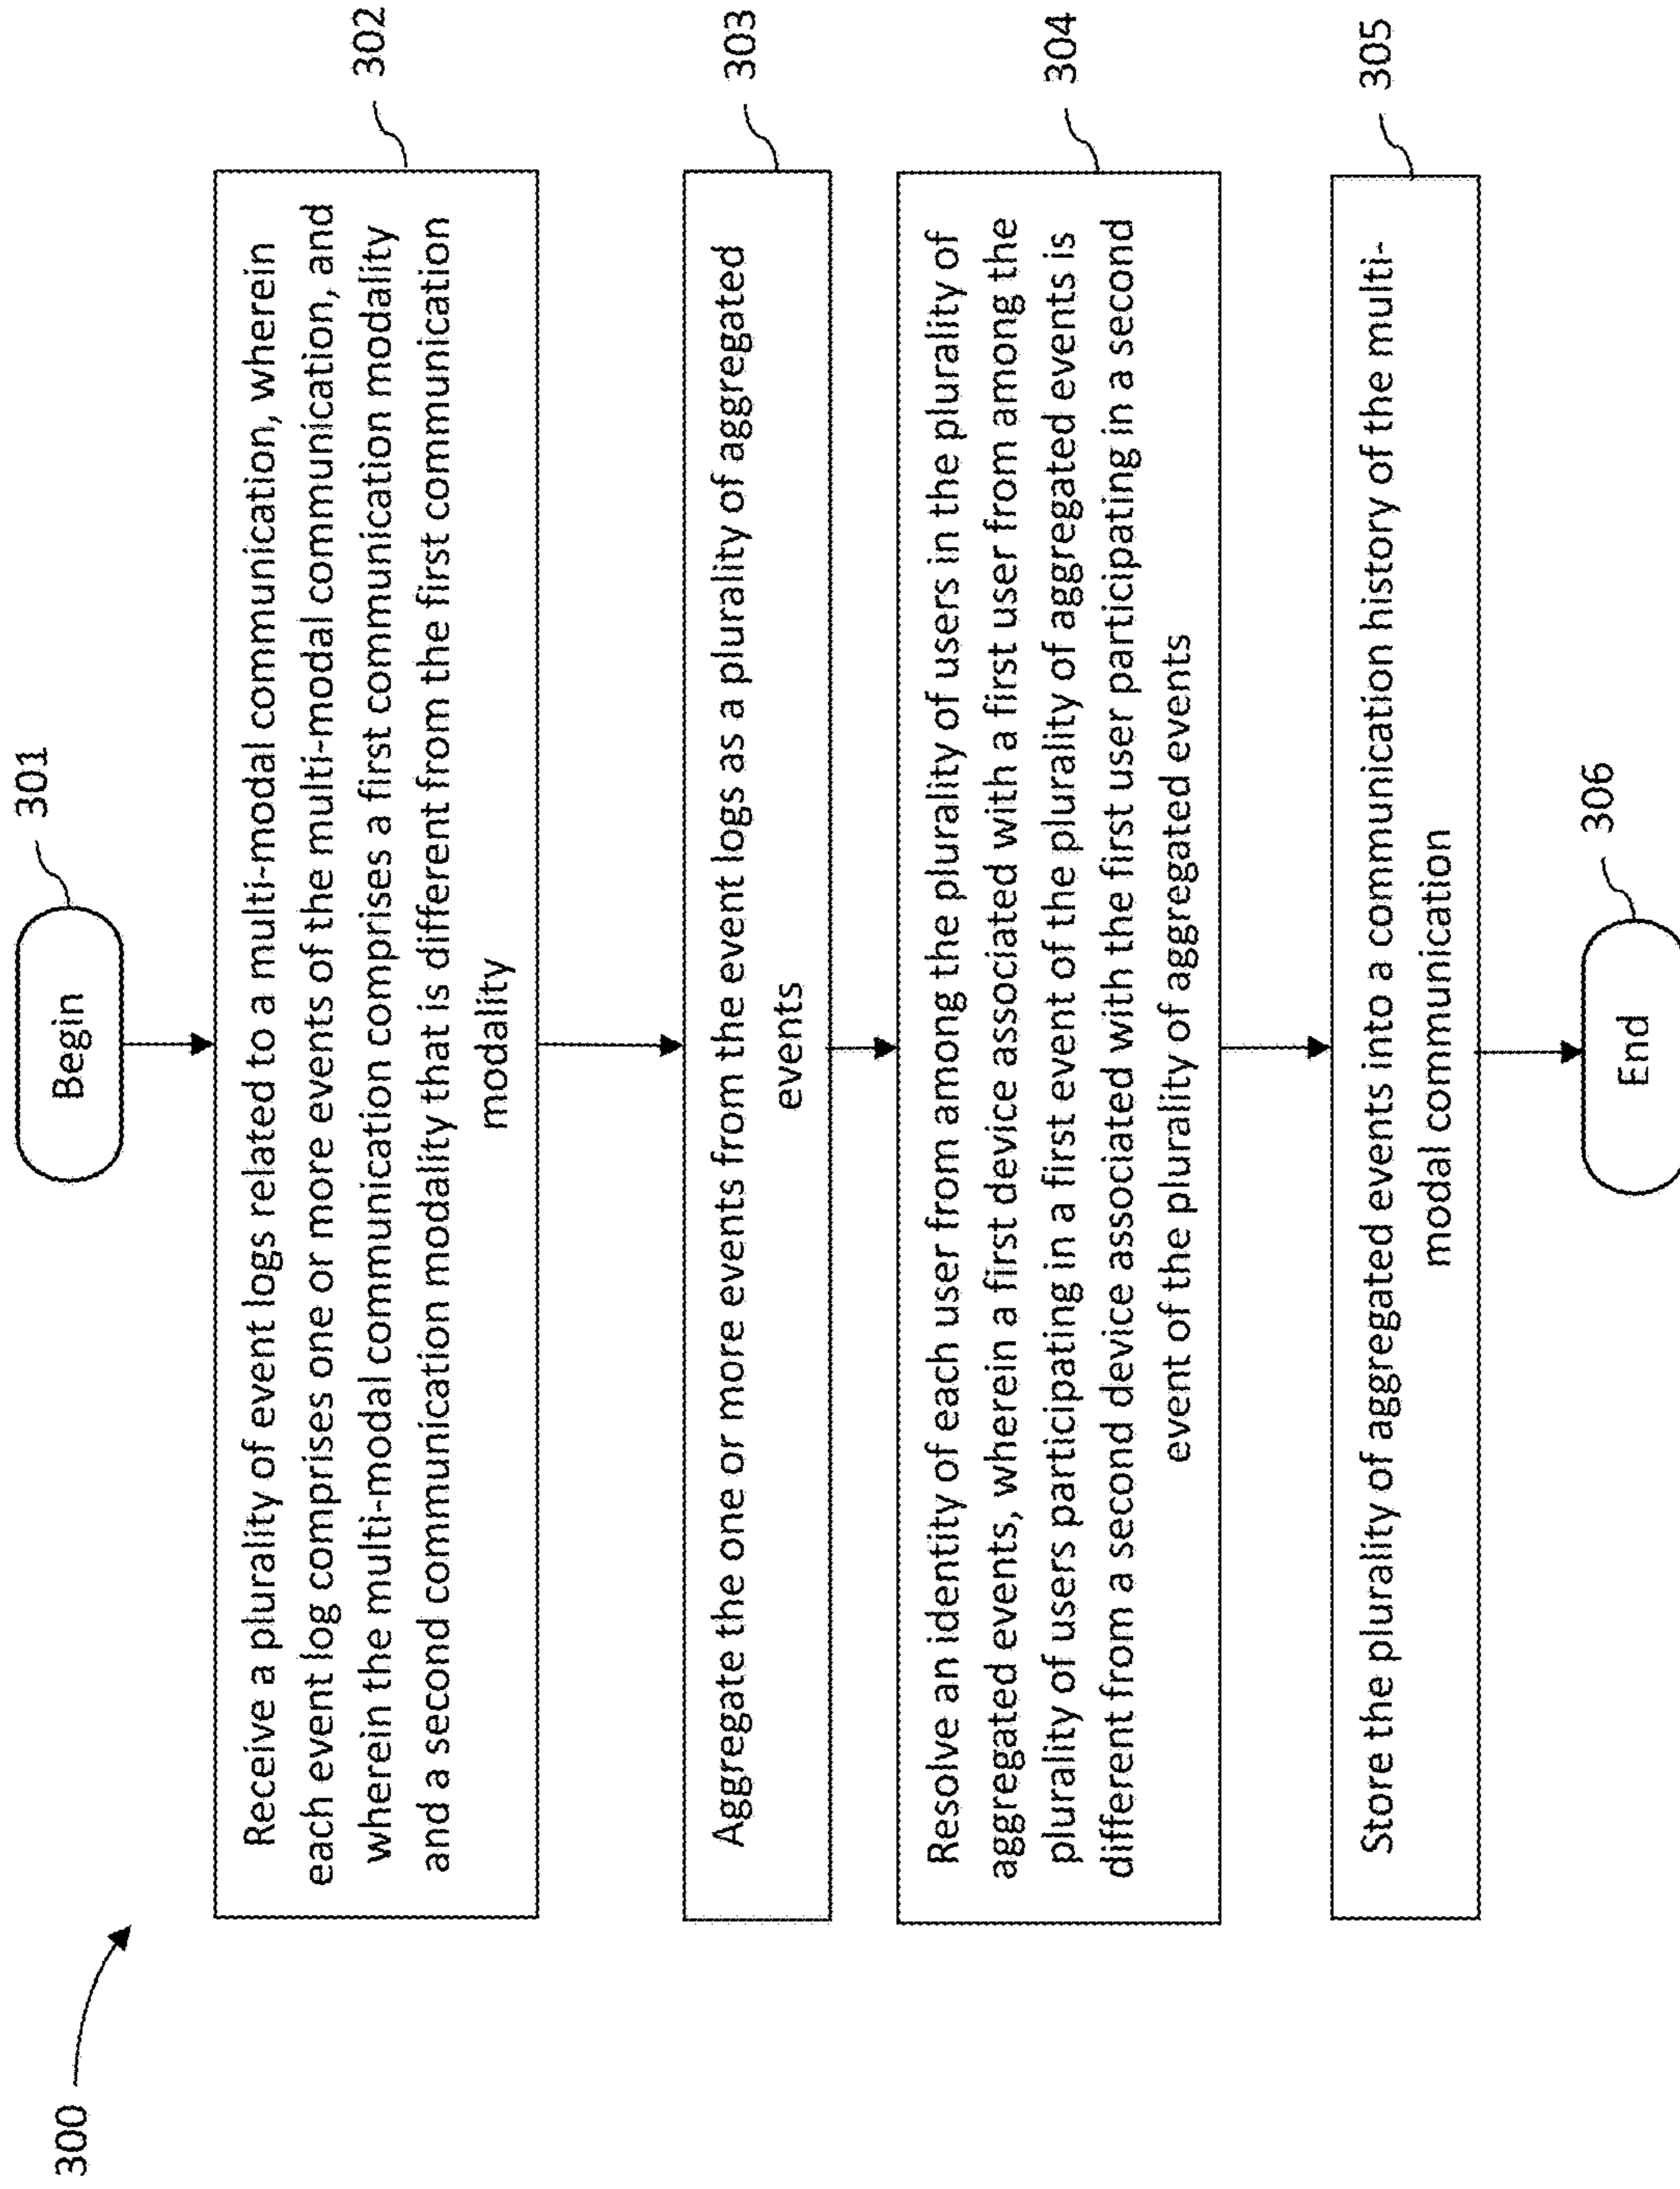 300
Begin
301
Receive a plurality of event logs related to a multi-modal communication, wherein
each event log comprises one or more events of the multi-modal communication, and
wherein the multi-modal communication comprises a first communication modality
and a second communication modality that is different from the first communication
modality
302
Aggregate the one or more events from the event logs as a plurality of aggregated
events
303
Resolve an identity of each user from among the plurality of users in the plurality of
aggregated events, wherein a first device associated with a first user from among the
plurality of users participating in a first event of the plurality of aggregated events is
different from a second device associated with the first user participating in a second
event of the plurality of aggregated events
304
Store the plurality of aggregated events into a communication history of the multi-
modal communication
305
End
306